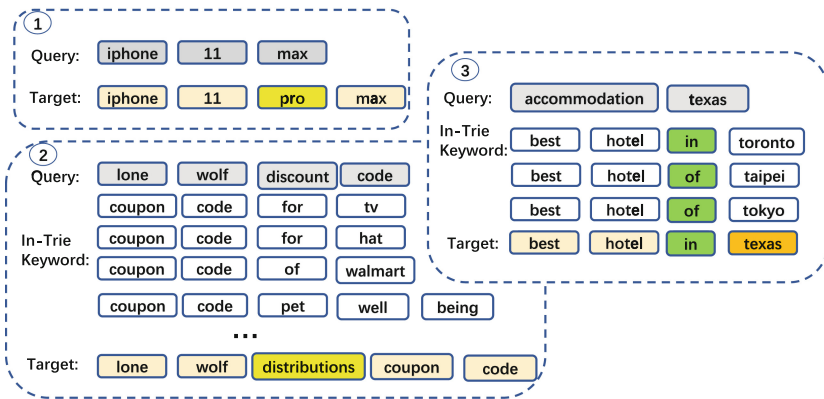 1
Query: iphone 11 max
Target: iphone 11 pro max
2
Query: lone wolf discount code
In-Trie Keyword:
coupon code for tv
coupon code for hat
coupon code of walmart
coupon code pet well being
...
Target: lone wolf distributions coupon code
3
Query: accommodation texas
In-Trie Keyword:
best hotel in toronto
best hotel of taipei
best hotel of tokyo
Target: best hotel in texas